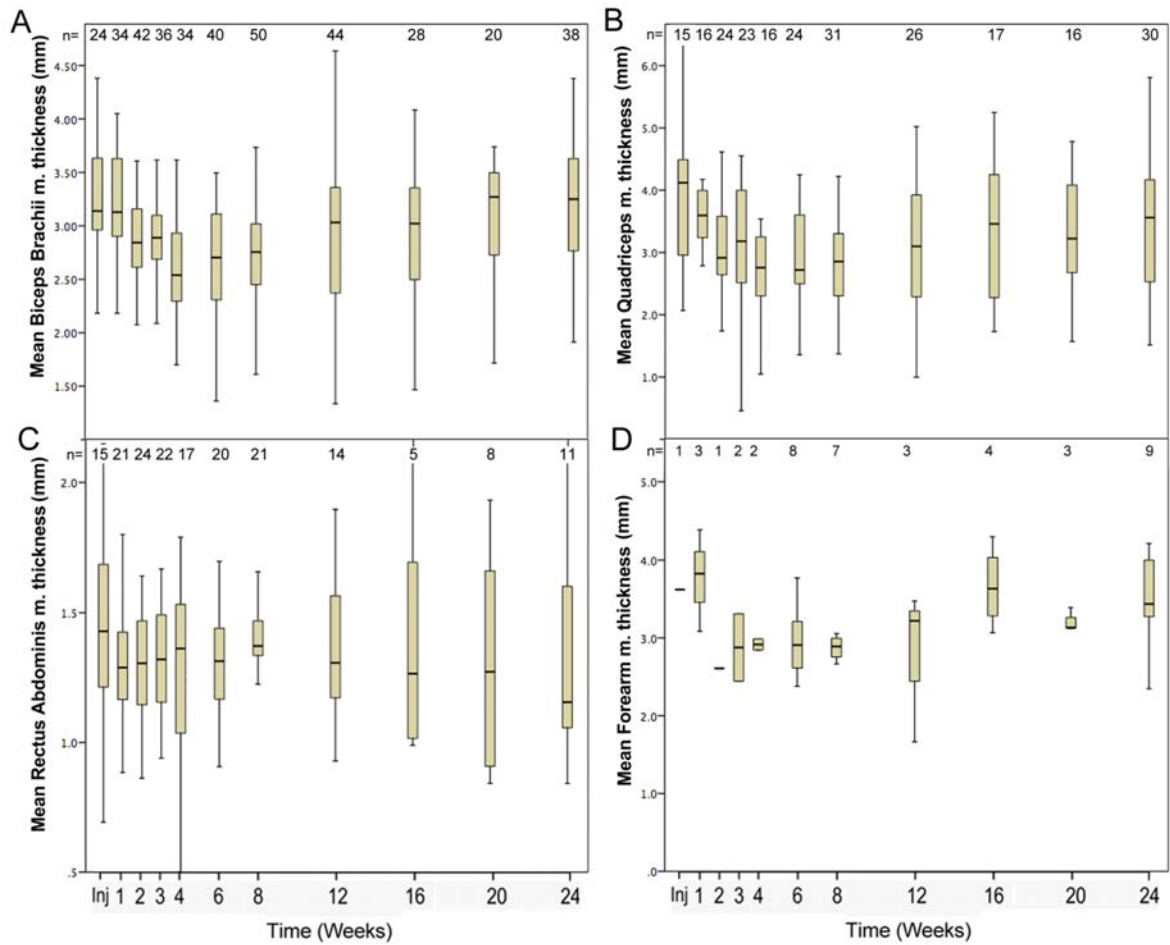 A
n= 24 34 42 36 34 40 50 44 28 20 38
Mean Biceps Brachii m. thickness (mm)
4.50
4.00
3.50
3.00
2.50
2.00
1.50
B
n= 15 16 24 23 16 24 31 26 17 16 30
Mean Quadriceps m. thickness (mm)
6.0
5.0
4.0
3.0
2.0
1.0
C
n= 15 21 24 22 17 20 21 14 5 8 11
Mean Rectus Abdominis m. thickness (mm)
2.0
1.5
1.0
.5
Inj 1 2 3 4 6 8 12 16 20 24
Time (Weeks)
D
n= 1 3 1 2 2 8 7 3 4 3 9
Mean Forearm m. thickness (mm)
5.0
4.0
3.0
2.0
1.0
.0
Inj 1 2 3 4 6 8 12 16 20 24
Time (Weeks)